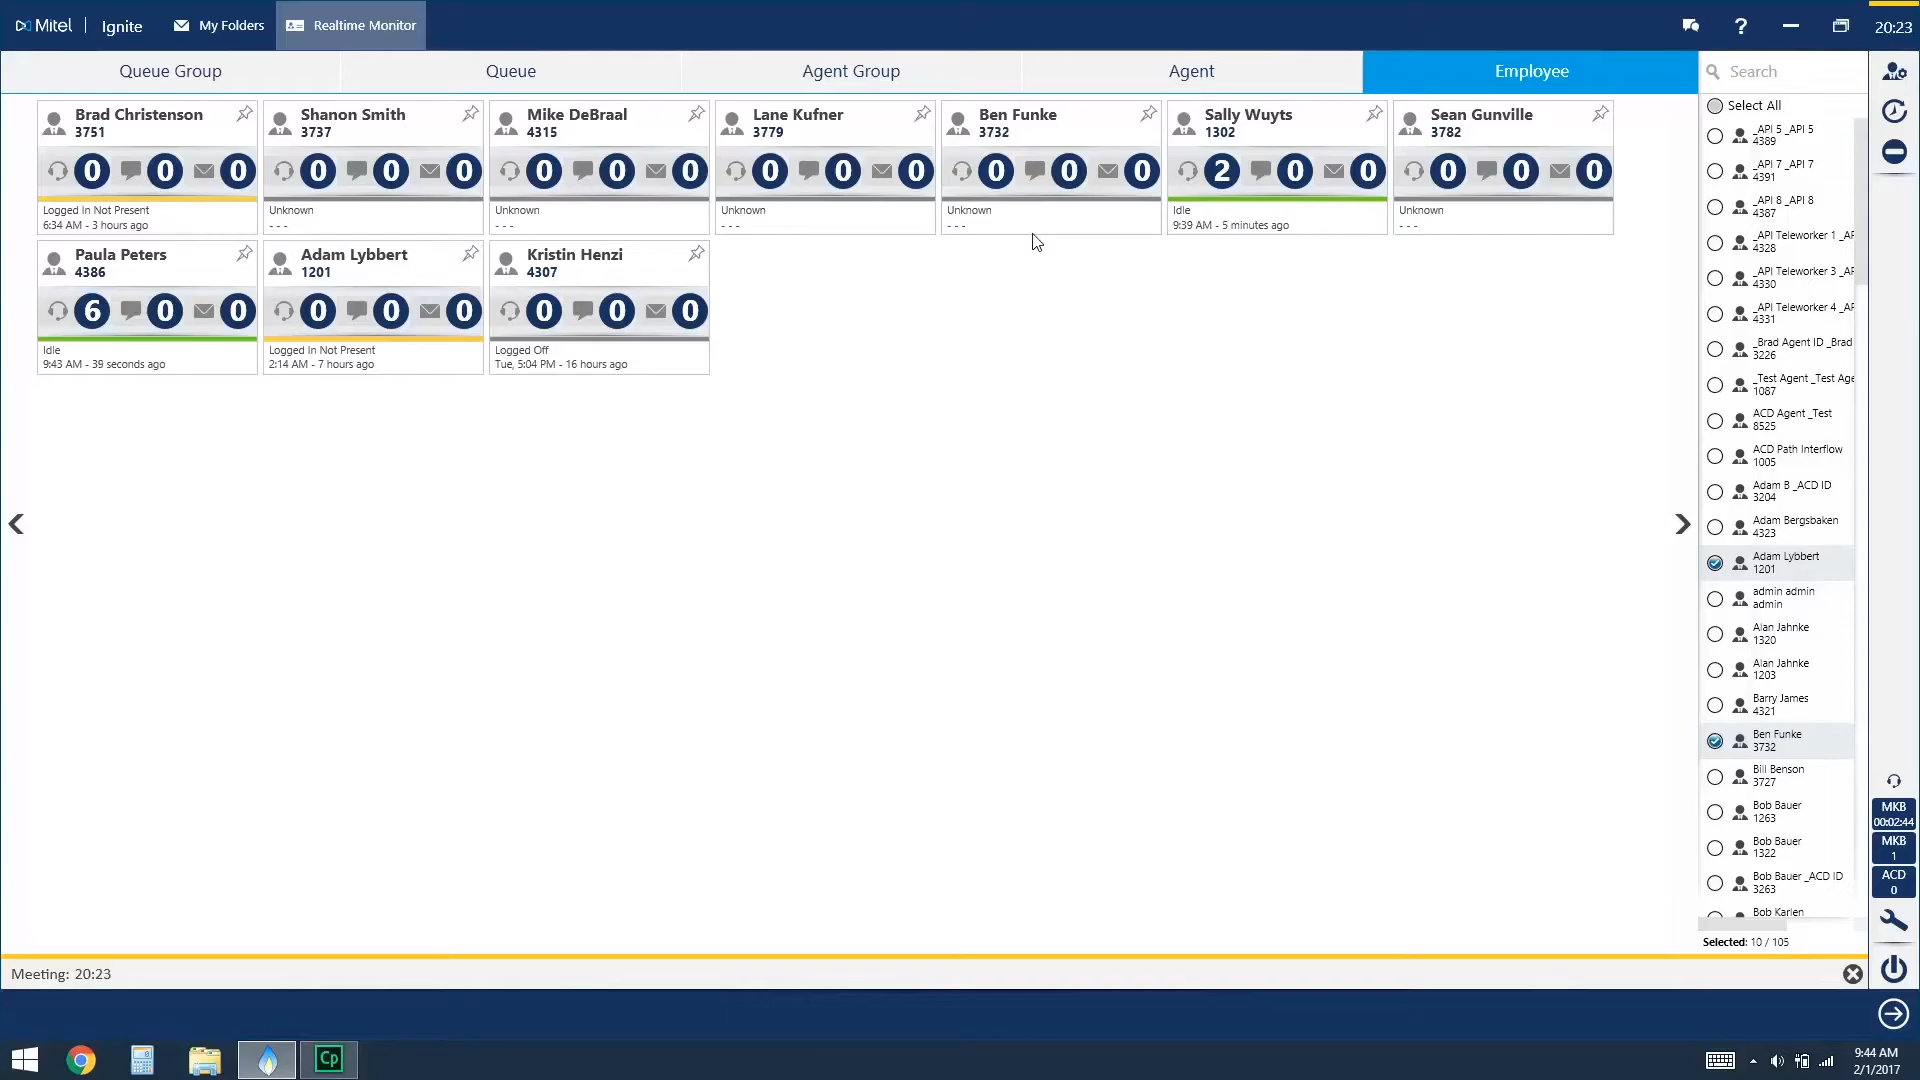 Mitel | Ignite
My Folders
Realtime Monitor
20:23
Queue Group
Queue
Agent Group
Agent
Employee
Search
Brad Christenson
3751
0 0 0
Logged In Not Present
6:34 AM - 3 hours ago
Shanon Smith
3737
0 0 0
Unknown
- - -
Mike DeBraal
4315
0 0 0
Unknown
- - -
Lane Kufner
3779
0 0 0
Unknown
- - -
Ben Funke
3732
0 0 0
Unknown
- - -
Sally Wuyts
1302
2 0 0
Idle
9:39 AM - 5 minutes ago
Sean Gunville
3782
0 0 0
Unknown
- - -
Paula Peters
4386
6 0 0
Idle
9:43 AM - 39 seconds ago
Adam Lybbert
1201
0 0 0
Logged In Not Present
2:14 AM - 7 hours ago
Kristin Henzi
4307
0 0 0
Logged Off
Tue, 5:04 PM - 16 hours ago
Select All
_API 5 _API 5
4389
_API 7 _API 7
4391
_API 8 _API 8
4387
_API Teleworker 1 _AP
4328
_API Teleworker 3 _AP
4330
_API Teleworker 4 _AP
4331
_Brad Agent ID _Brad
3226
_Test Agent _Test Age
1087
ACD Agent _Test
8525
ACD Path Interflow
1005
Adam B _ACD ID
3204
Adam Bergsbaken
4323
Adam Lybbert
1201
admin admin
admin
Alan Jahnke
1320
Alan Jahnke
1203
Barry James
4321
Ben Funke
3732
Bill Benson
3727
Bob Bauer
1263
Bob Bauer
1322
Bob Bauer _ACD ID
3263
Bob Karlen
Selected: 10 / 105
MKB
00:02:44
MKB
1
ACD
0
Meeting: 20:23
Cp
9:44 AM
2/1/2017